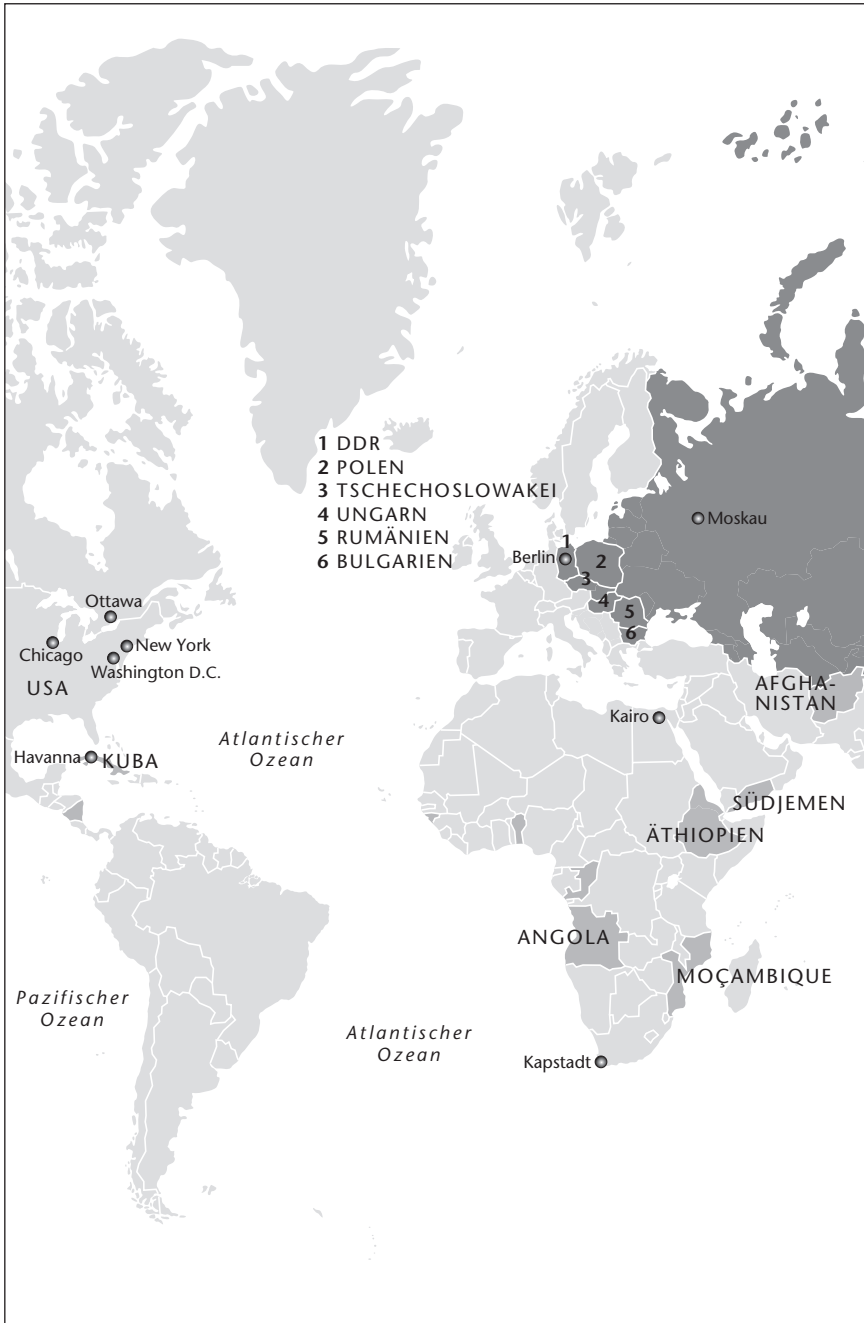 1 DDR
2 POLEN
3 TSCHECHOSLOWAKEI
4 UNGARN
5 RUMÄNIEN
6 BULGARIEN
Moskau
1
Berlin
2
3
4
5
6
Ottawa
New York
Chicago
Washington D.C.
USA
AFGHA-
NISTAN
Kairo
Atlantischer
Ozean
Havanna
KUBA
SÜDJEMEN
ÄTHIOPIEN
ANGOLA
MOÇAMBIQUE
Pazifischer
Ozean
Atlantischer
Ozean
Kapstadt